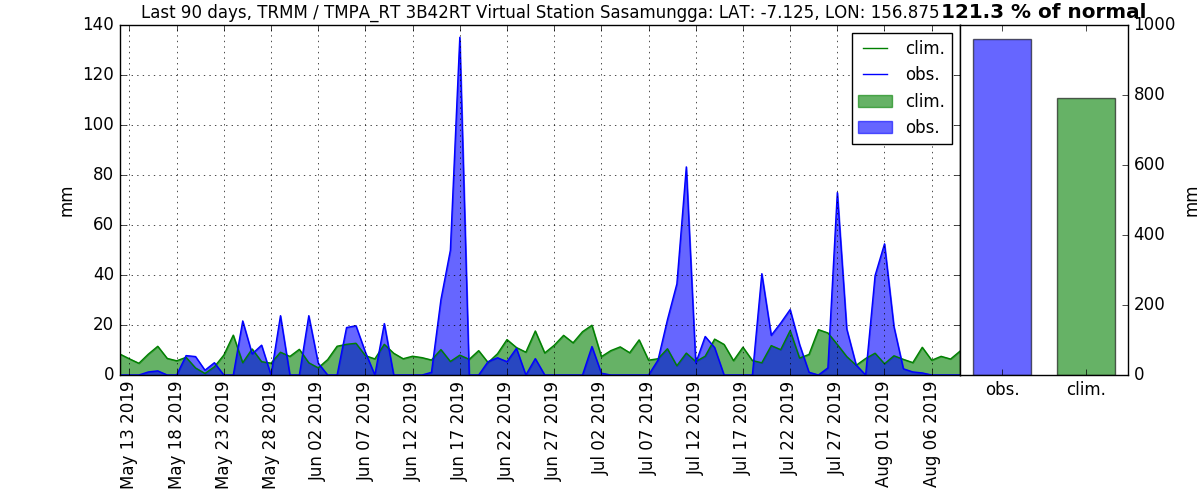 Last 90 days, TRMM / TMPA_RT 3B42RT Virtual Station Sasamungga: LAT: -7.125, LON: 156.875
121.3 % of normal
mm
140
120
100
80
60
40
20
0
clim.
obs.
clim.
obs.
May 13 2019
May 18 2019
May 23 2019
May 28 2019
Jun 02 2019
Jun 07 2019
Jun 12 2019
Jun 17 2019
Jun 22 2019
Jun 27 2019
Jul 02 2019
Jul 07 2019
Jul 12 2019
Jul 17 2019
Jul 22 2019
Jul 27 2019
Aug 01 2019
Aug 06 2019
1000
800
600
400
200
0
mm
obs.
clim.